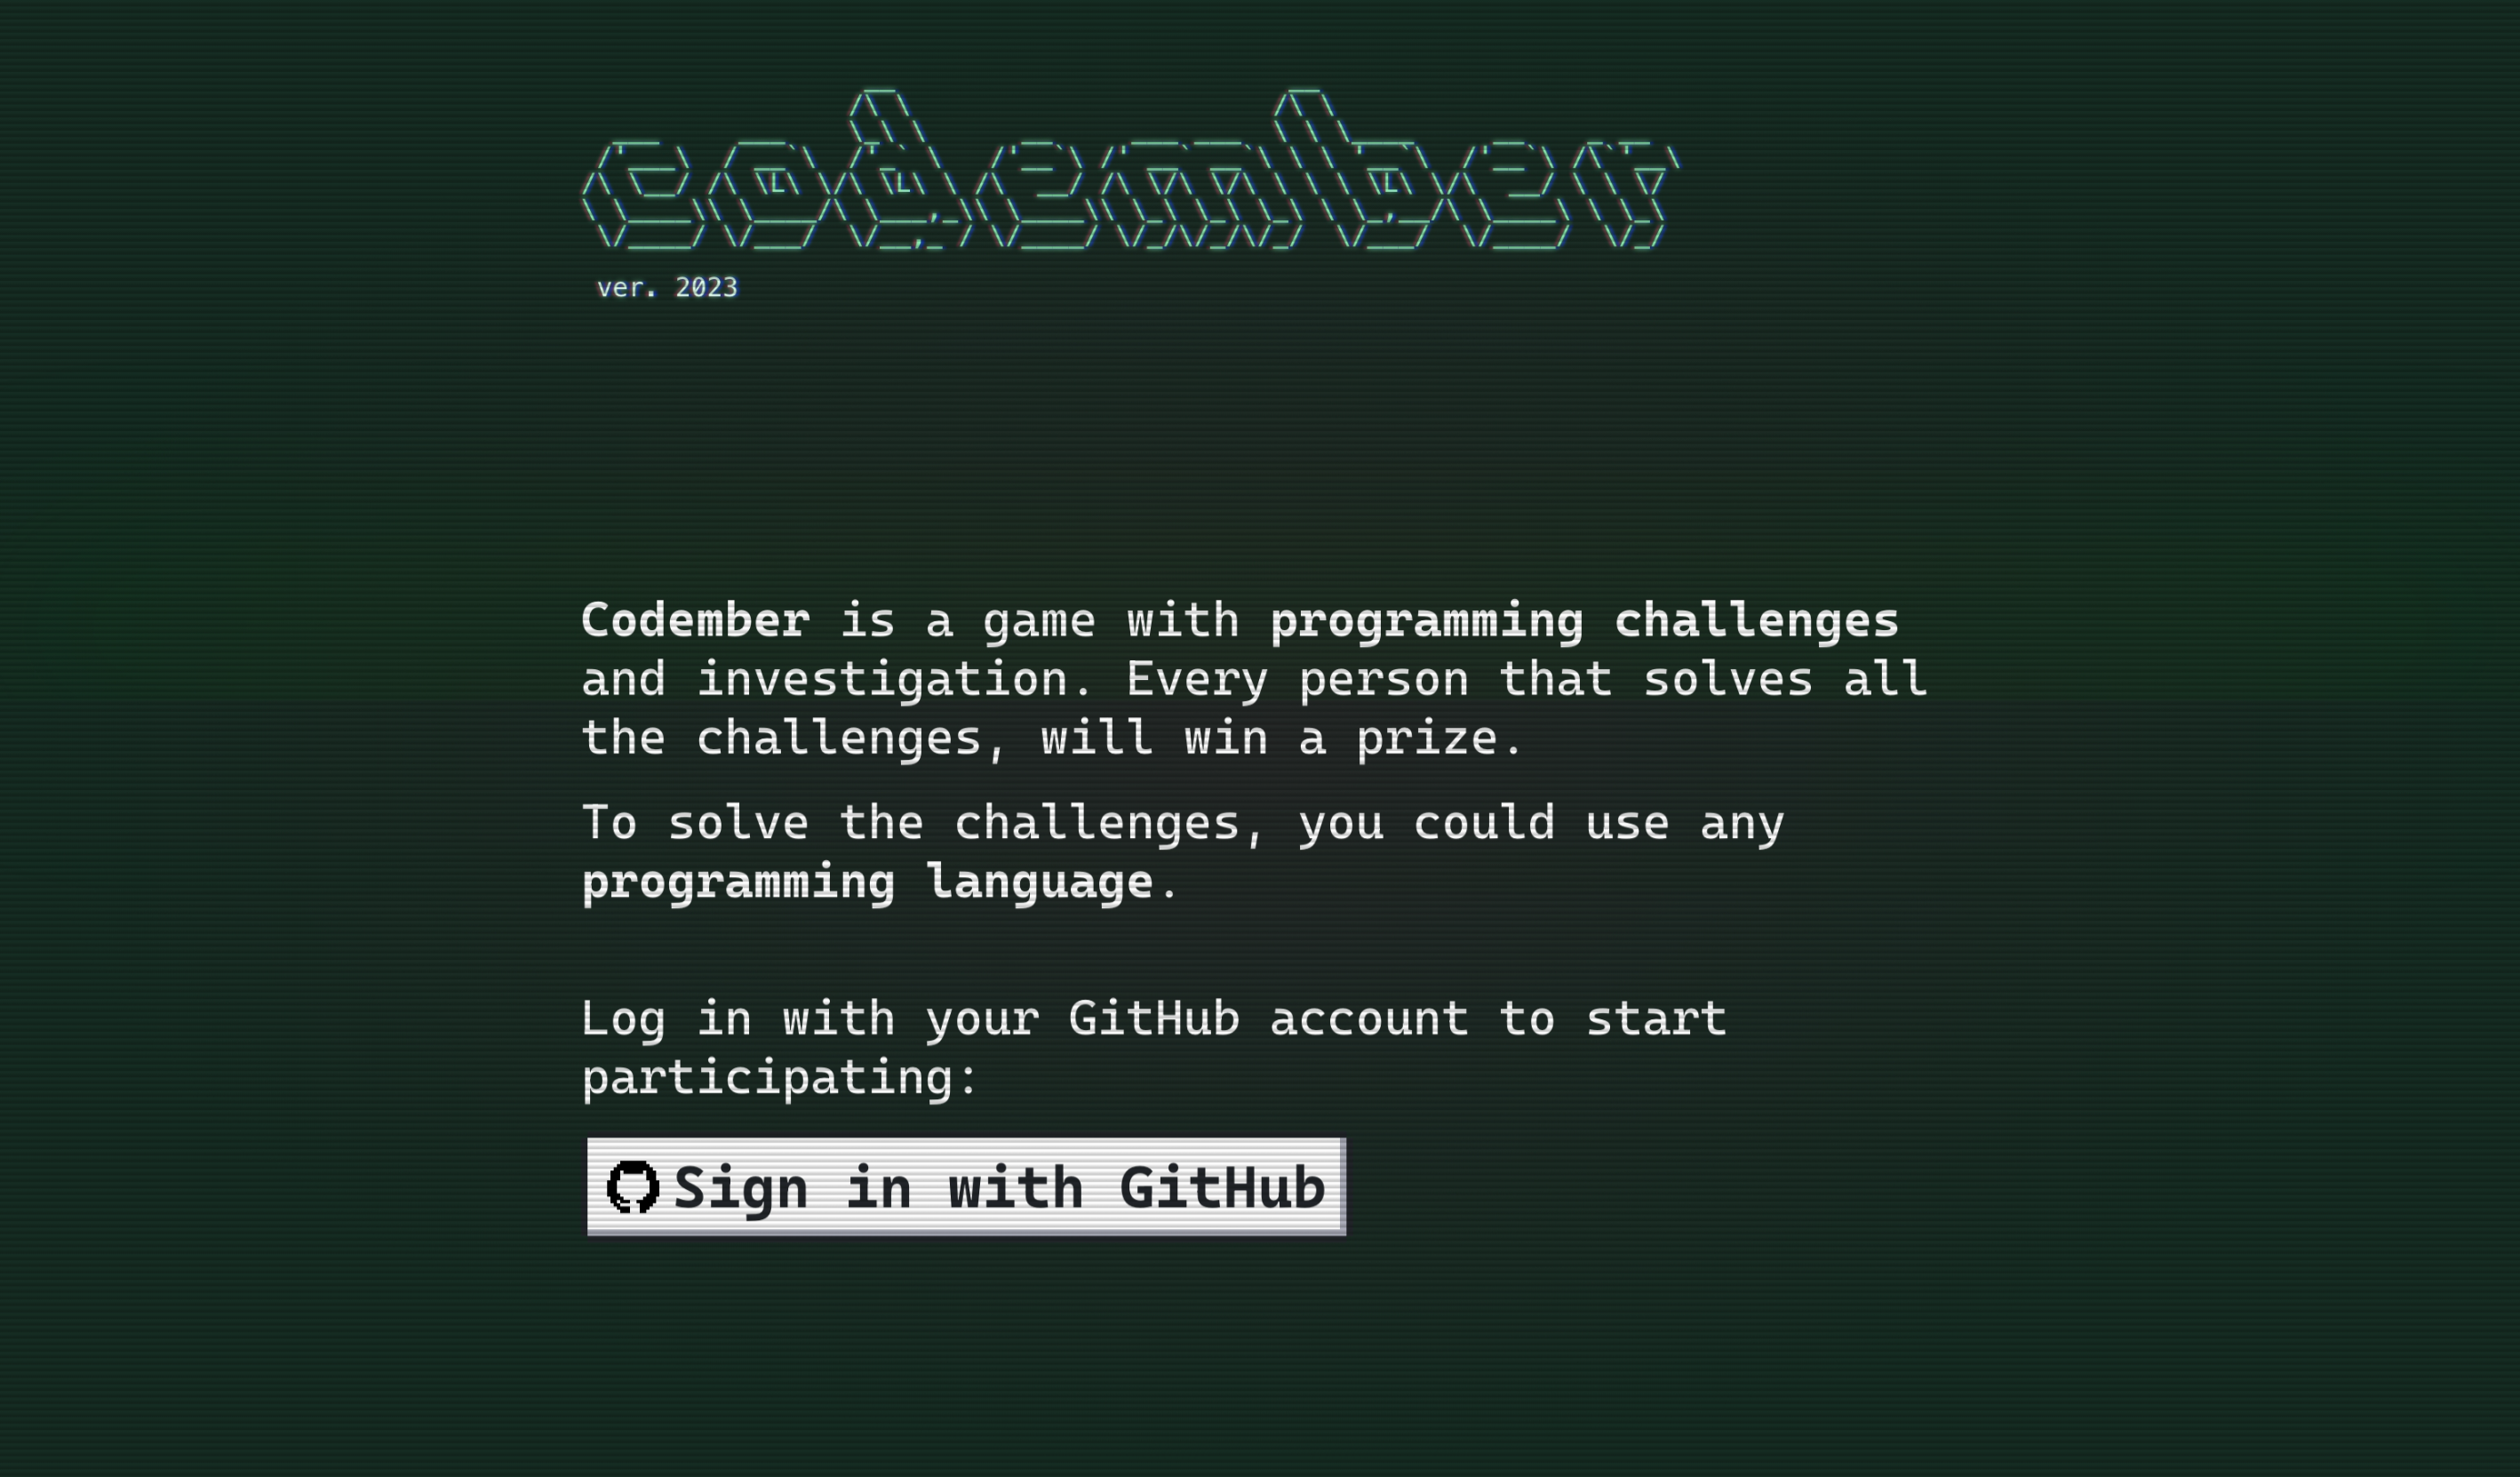 codember
ver. 2023
Codember is a game with programming challenges
and investigation. Every person that solves all
the challenges, will win a prize.
To solve the challenges, you could use any
programming language.
Log in with your GitHub account to start
participating:
Sign in with GitHub